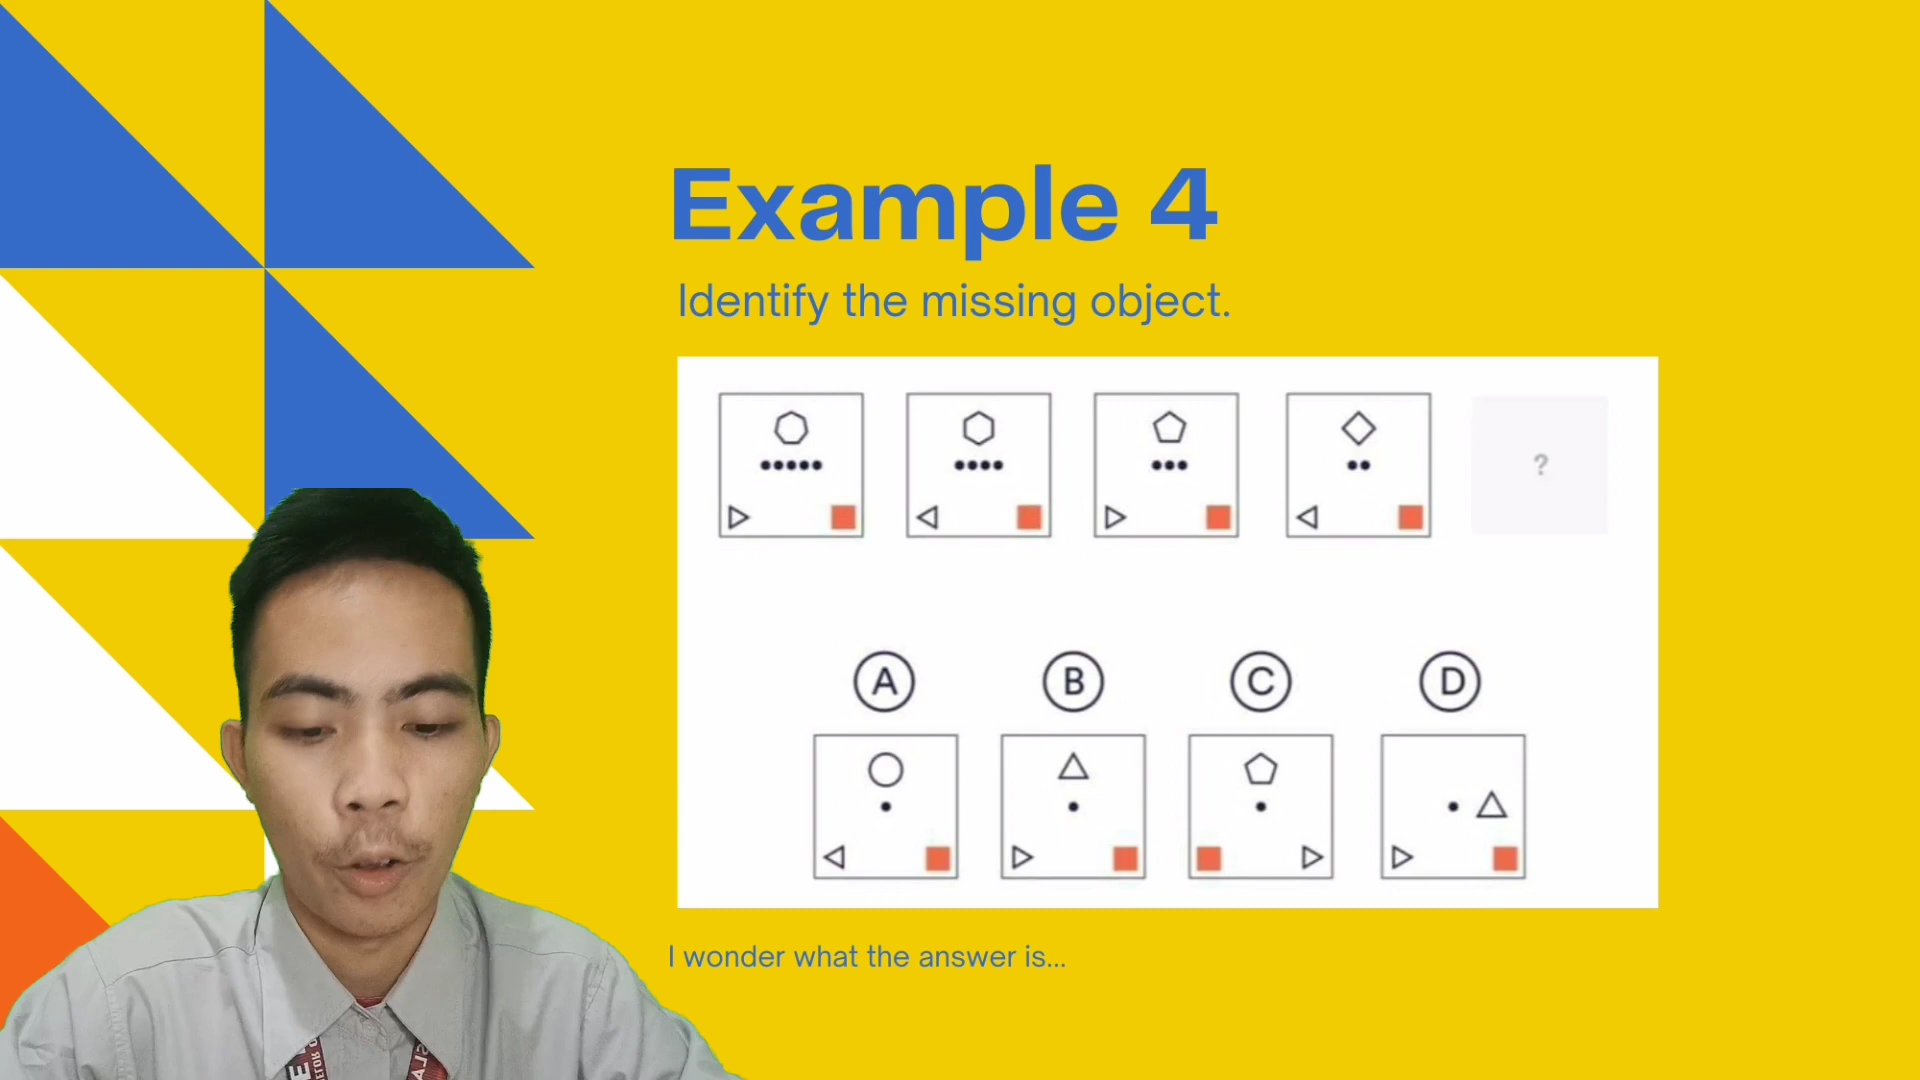 Example 4
Identify the missing object.
?
A B C D
I wonder what the answer is...